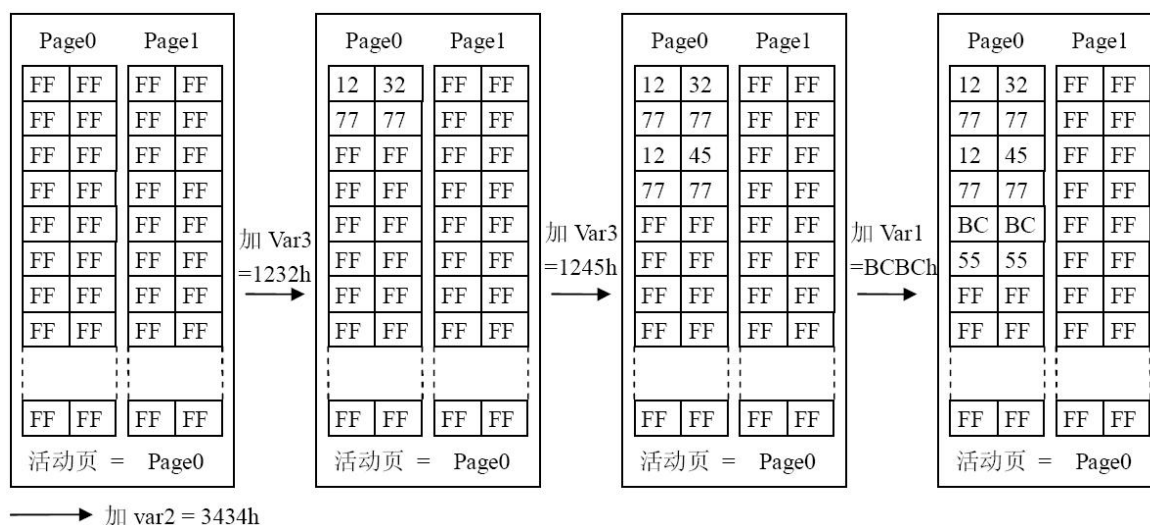 Page0 Page1 Page0 Page1 Page0 Page1 Page0 Page1
FF FF FF FF 12 32 FF FF 12 32 FF FF 12 32 FF FF
FF FF FF FF 77 77 FF FF 77 77 FF FF 77 77 FF FF
FF FF FF FF FF FF FF FF 12 45 FF FF 12 45 FF FF
FF FF FF FF FF FF FF FF 77 77 FF FF 77 77 FF FF
FF FF FF FF FF FF FF FF FF FF FF FF BC BC FF FF
加 Var3 加 Var3 加 Var1
FF FF FF FF FF FF FF FF FF FF FF FF 55 55 FF FF
=1232h =1245h =BCBCh
FF FF FF FF FF FF FF FF FF FF FF FF FF FF FF FF
FF FF FF FF FF FF FF FF FF FF FF FF FF FF FF FF
FF FF FF FF FF FF FF FF FF FF FF FF FF FF FF FF
活动页 = Page0 活动页 = Page0 活动页 = Page0 活动页 = Page0
加 var2 = 3434h